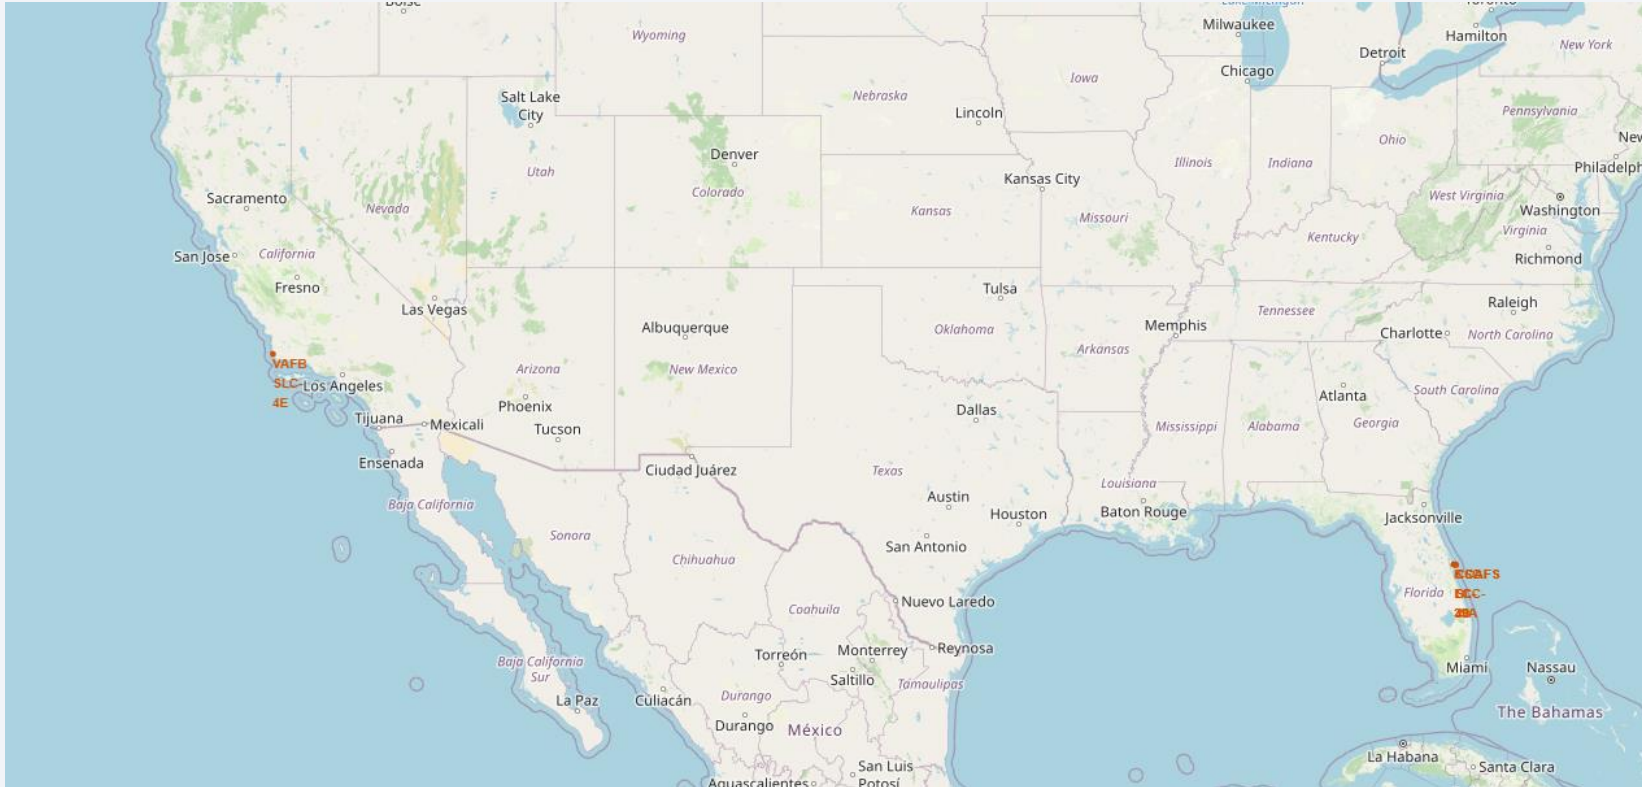 Boise
Lake Michigan
Toronto
Wyoming
Milwaukee
Hamilton
Detroit
New York
Chicago
Iowa
Salt Lake
City
Nebraska
Lincoln
Pennsylvania
Ohio
New
Denver
Utah
Illinois
Indiana
Philadelph
Kansas City
Colorado
Sacramento
Nevada
Kansas
Missouri
West Virginia
Washington
Virginia
Kentucky
San Jose
California
Richmond
Fresno
Las Vegas
Tulsa
Raleigh
Tennessee
Albuquerque
Oklahoma
Memphis
Charlotte
North Carolina
Arkansas
VAFB
SLC-
4E
Los Angeles
Arizona
New Mexico
South Carolina
Atlanta
Phoenix
Dallas
Tijuana
Mexicali
Tucson
Mississippi
Alabama
Georgia
Ensenada
Ciudad Juárez
Texas
Louisiana
Baja California
Austin
Houston
Baton Rouge
Jacksonville
Sonora
San Antonio
Chihuahua
Florida
Coahuila
Nuevo Laredo
Torreón
Monterrey
Reynosa
Baja California
Sur
Saltillo
Tamaulipas
Miami
Nassau
La Paz
Culiacán
Durango
Durango
México
The Bahamas
La Habana
Santa Clara
San Luis
Potosí
Aguascalientes